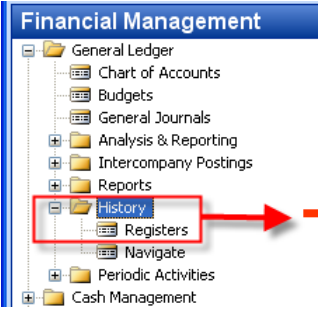 Financial Management
General Ledger
Chart of Accounts
Budgets
General Journals
Analysis & Reporting
Intercompany Postings
Reports
History
Registers
Navigate
Periodic Activities
Cash Management